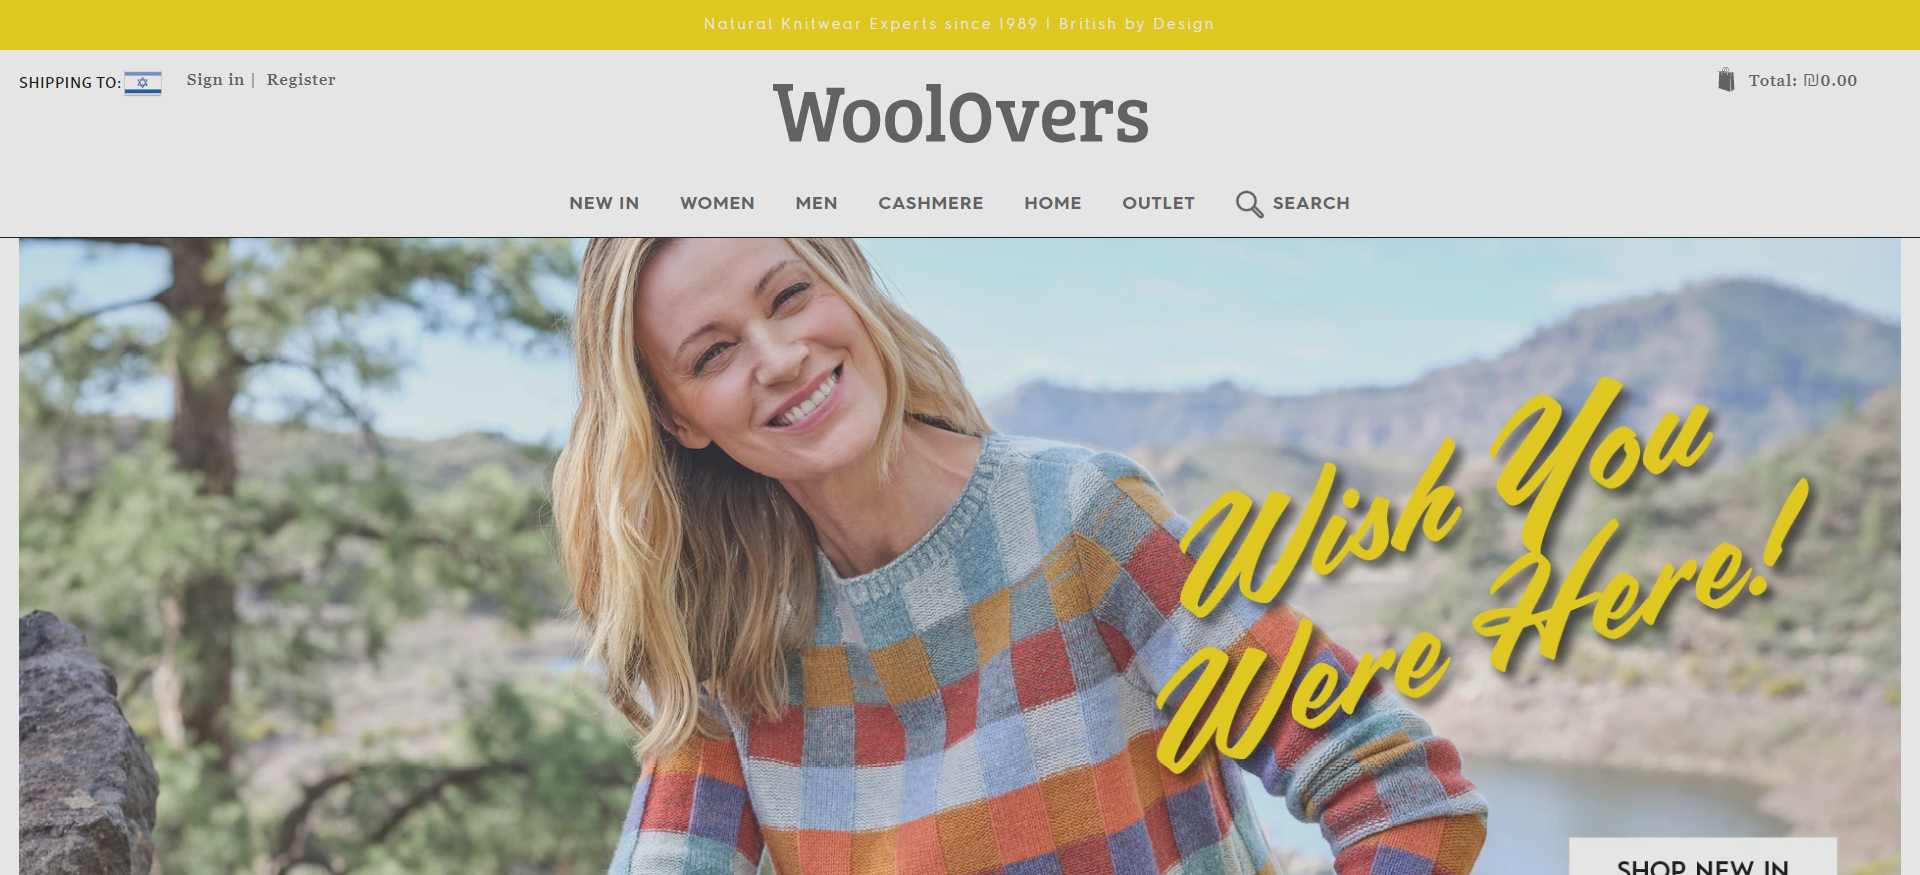 Natural Knitwear Experts since 1989 | British by Design
SHIPPING TO:
Sign in | Register
Total: ₪0.00
WoolOvers
NEW IN WOMEN MEN CASHMERE HOME OUTLET SEARCH
Wish You
Were Here!
SHOP NEW IN